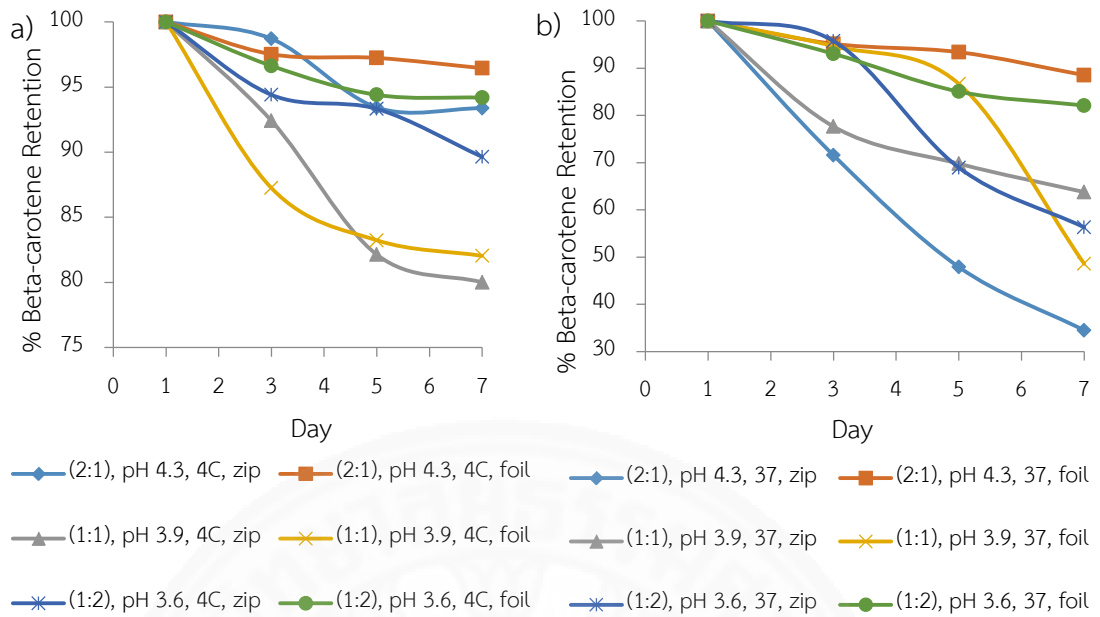 a)
% Beta-carotene Retention
100
95
90
85
80
75
0 1 3 4 5 6 7
Day
b)
% Beta-carotene Retention
100
90
80
70
60
50
40
30
0 1 2 3 4 5 6 7
Day
(2:1), pH 4.3, 4C, zip
(2:1), pH 4.3, 4C, foil
(1:1), pH 3.9, 4C, zip
(1:1), pH 3.9, 4C, foil
(1:2), pH 3.6, 4C, zip
(1:2), pH 3.6, 4C, foil
(2:1), pH 4.3, 37, zip
(2:1), pH 4.3, 37, foil
(1:1), pH 3.9, 37, zip
(1:1), pH 3.9, 37, foil
(1:2), pH 3.6, 37, zip
(1:2), pH 3.6, 37, foil